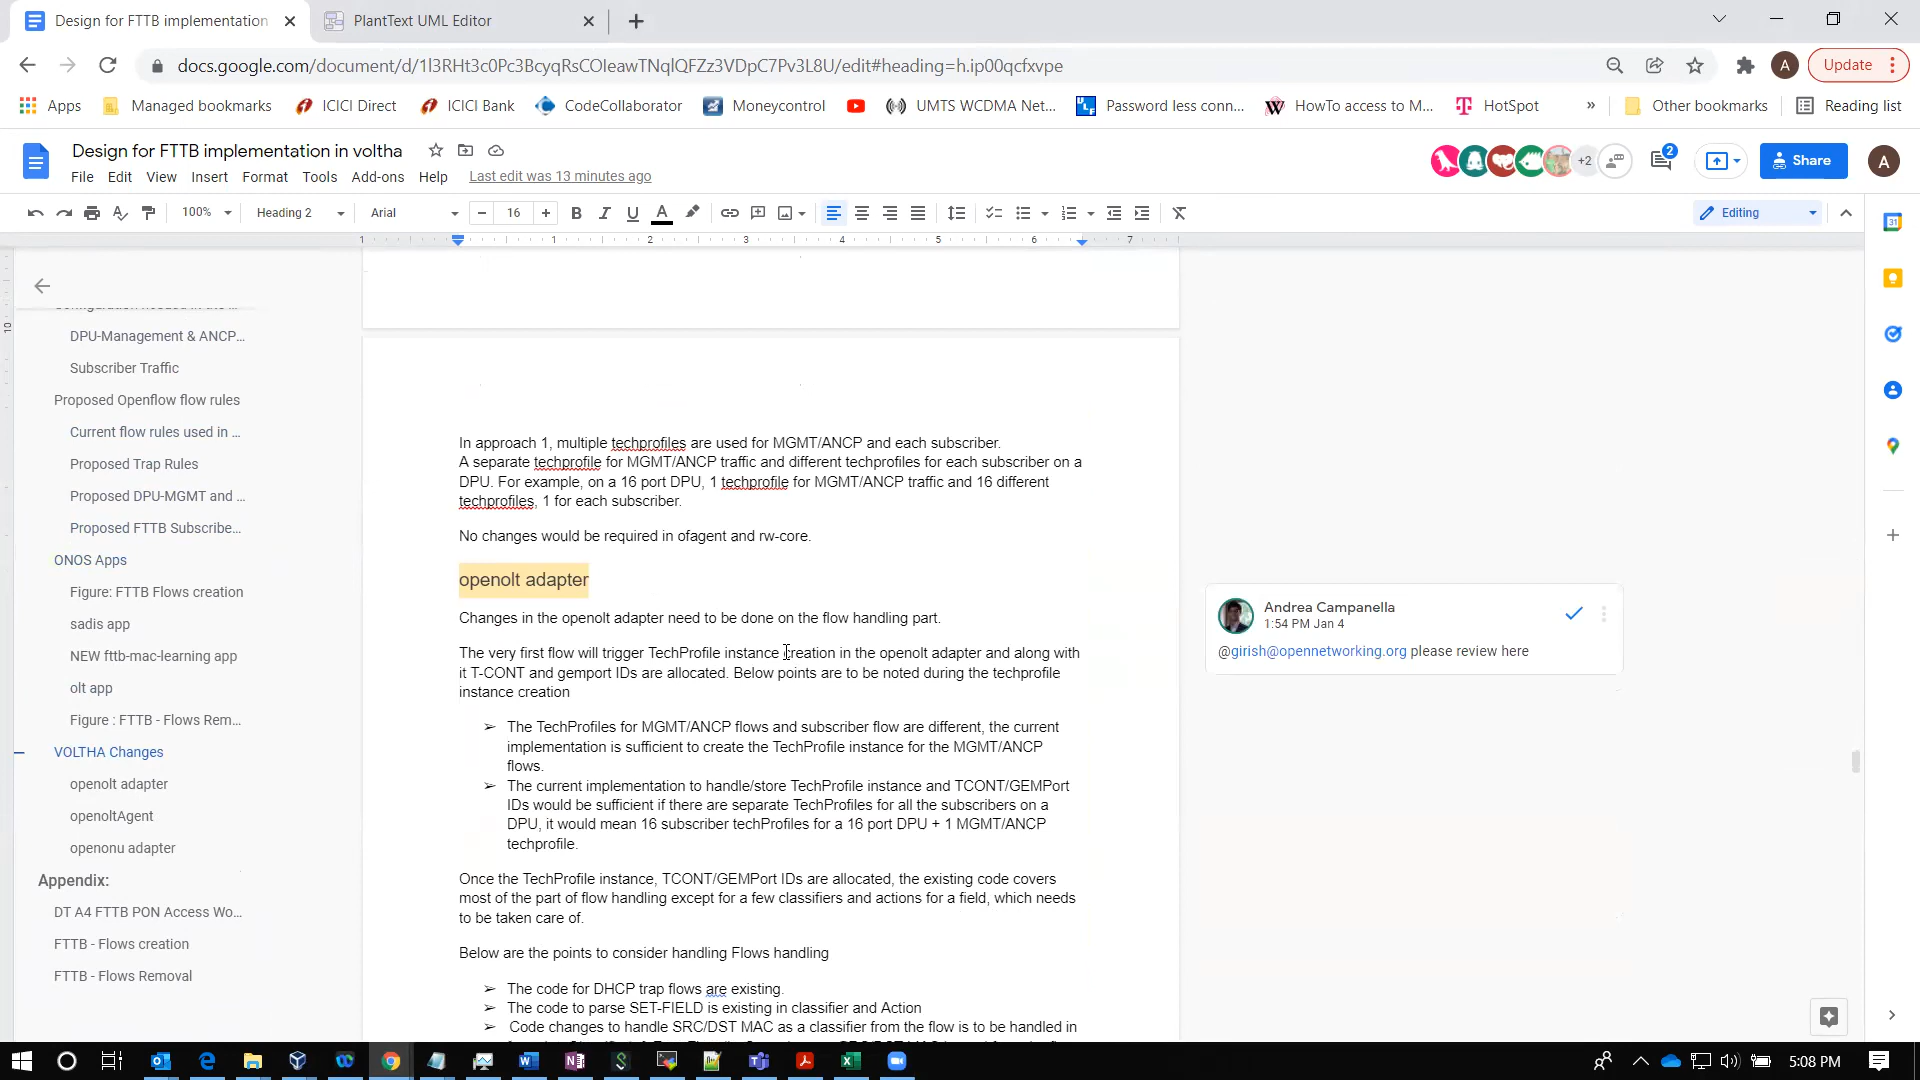 Design for FTTB implementation
PlantText UML Editor
docs.google.com/document/d/1l3RHt3c0Pc3BcyqRsCOIeawTNqlQFZz3VDpC7Pv3L8U/edit#heading=h.ip00qcfxvpe
A
Update
Apps
Managed bookmarks
ICICI Direct
ICICI Bank
CodeCollaborator
Moneycontrol
UMTS WCDMA Net...
Password less conn...
HowTo access to M...
HotSpot
»
Other bookmarks
Reading list
Design for FTTB implementation in voltha
+2
2
Share
A
File Edit View Insert Format Tools Add-ons Help Last edit was 13 minutes ago
100% Heading 2 Arial 16 Editing
1 1 2 3 4 5 6 7
10
DPU-Management & ANCP...
Subscriber Traffic
Proposed Openflow flow rules
Current flow rules used in ...
Proposed Trap Rules
Proposed DPU-MGMT and ...
Proposed FTTB Subscribe...
ONOS Apps
Figure: FTTB Flows creation
sadis app
NEW fttb-mac-learning app
olt app
Figure : FTTB - Flows Rem...
VOLTHA Changes
openolt adapter
openoltAgent
openonu adapter
Appendix:
DT A4 FTTB PON Access Wo...
FTTB - Flows creation
FTTB - Flows Removal
In approach 1, multiple techprofiles are used for MGMT/ANCP and each subscriber.
A separate techprofile for MGMT/ANCP traffic and different techprofiles for each subscriber on a
DPU. For example, on a 16 port DPU, 1 techprofile for MGMT/ANCP traffic and 16 different
techprofiles, 1 for each subscriber.
No changes would be required in ofagent and rw-core.
openolt adapter
Changes in the openolt adapter need to be done on the flow handling part.
The very first flow will trigger TechProfile instance creation in the openolt adapter and along with
it T-CONT and gemport IDs are allocated. Below points are to be noted during the techprofile
instance creation
➢ The TechProfiles for MGMT/ANCP flows and subscriber flow are different, the current
implementation is sufficient to create the TechProfile instance for the MGMT/ANCP
flows.
➢ The current implementation to handle/store TechProfile instance and TCONT/GEMPort
IDs would be sufficient if there are separate TechProfiles for all the subscribers on a
DPU, it would mean 16 subscriber techProfiles for a 16 port DPU + 1 MGMT/ANCP
techprofile.
Once the TechProfile instance, TCONT/GEMPort IDs are allocated, the existing code covers
most of the part of flow handling except for a few classifiers and actions for a field, which needs
to be taken care of.
Below are the points to consider handling Flows handling
➢ The code for DHCP trap flows are existing.
➢ The code to parse SET-FIELD is existing in classifier and Action
➢ Code changes to handle SRC/DST MAC as a classifier from the flow is to be handled in
Andrea Campanella
1:54 PM Jan 4
@girish@opennetworking.org please review here
31
5:08 PM